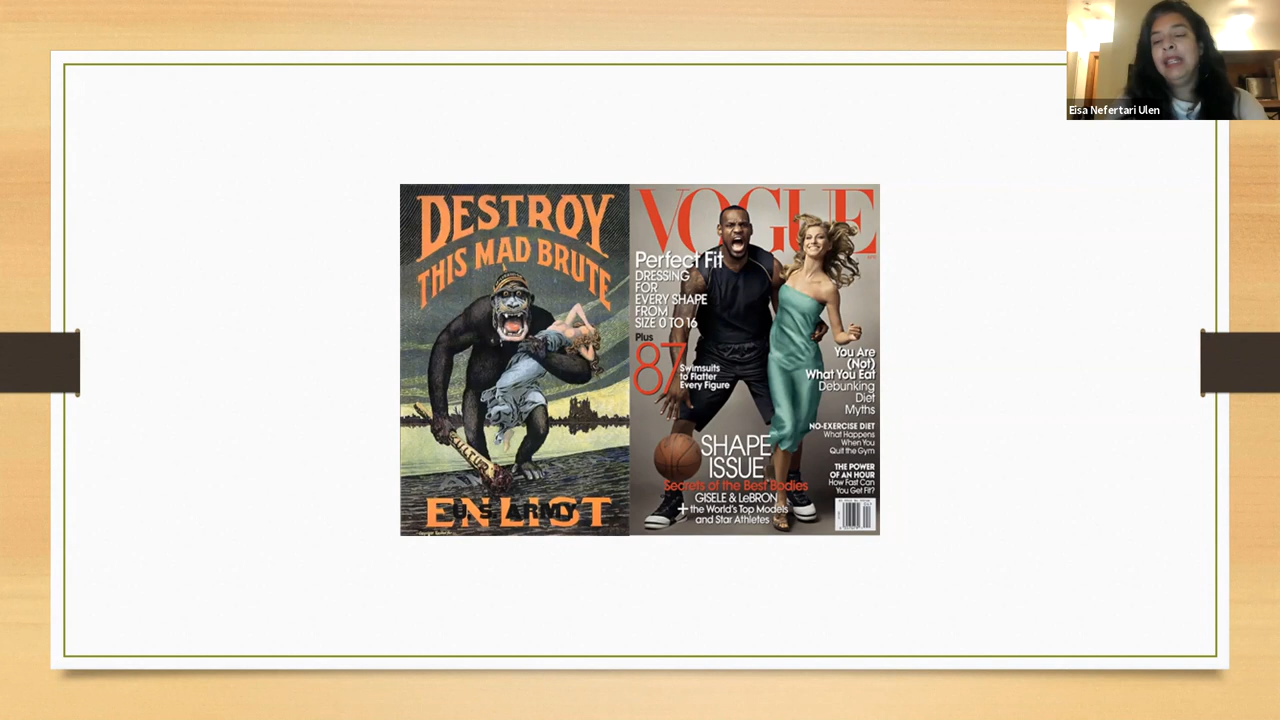 Eisa Nefertari Ulen
DESTROY
THIS MAD BRUTE
KULTUR
ENLIST
U.S. ARMY
VOGUE
Perfect Fit
DRESSING
FOR
EVERY SHAPE
FROM
SIZE 0 TO 16
Plus
87
Swimsuits
to Flatter
Every Figure
You Are
(Not)
What You Eat
Debunking
Diet
Myths
NO-EXERCISE DIET
What Happens
When You
Quit the Gym
THE POWER
OF AN HOUR
How Fast Can
You Get Fit?
SHAPE
ISSUE
Secrets of the Best Bodies
GISELE & LeBRON
+ the World's Top Models
and Star Athletes